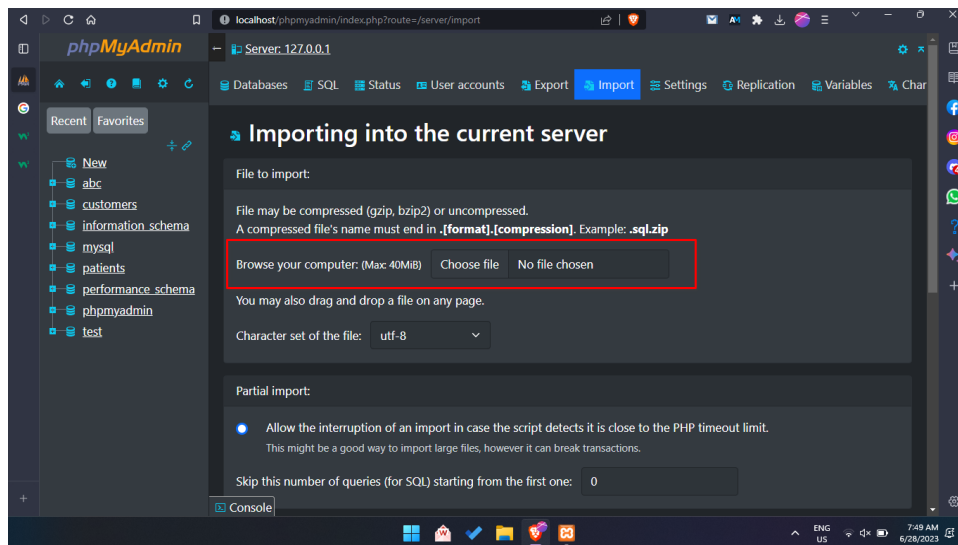 localhost/phpmyadmin/index.php?route=/server/import
phpMyAdmin
Server: 127.0.0.1
Databases SQL Status User accounts Export Import Settings Replication Variables Char
Recent Favorites
New
abc
customers
information_schema
mysql
patients
performance_schema
phpmyadmin
test
Importing into the current server
File to import:
File may be compressed (gzip, bzip2) or uncompressed.
A compressed file's name must end in .[format].[compression]. Example: .sql.zip
Browse your computer: (Max: 40MiB) Choose file No file chosen
You may also drag and drop a file on any page.
Character set of the file: utf-8
Partial import:
Allow the interruption of an import in case the script detects it is close to the PHP timeout limit.
This might be a good way to import large files, however it can break transactions.
Skip this number of queries (for SQL) starting from the first one: 0
Console
ENG
US
7:49 AM
6/28/2023